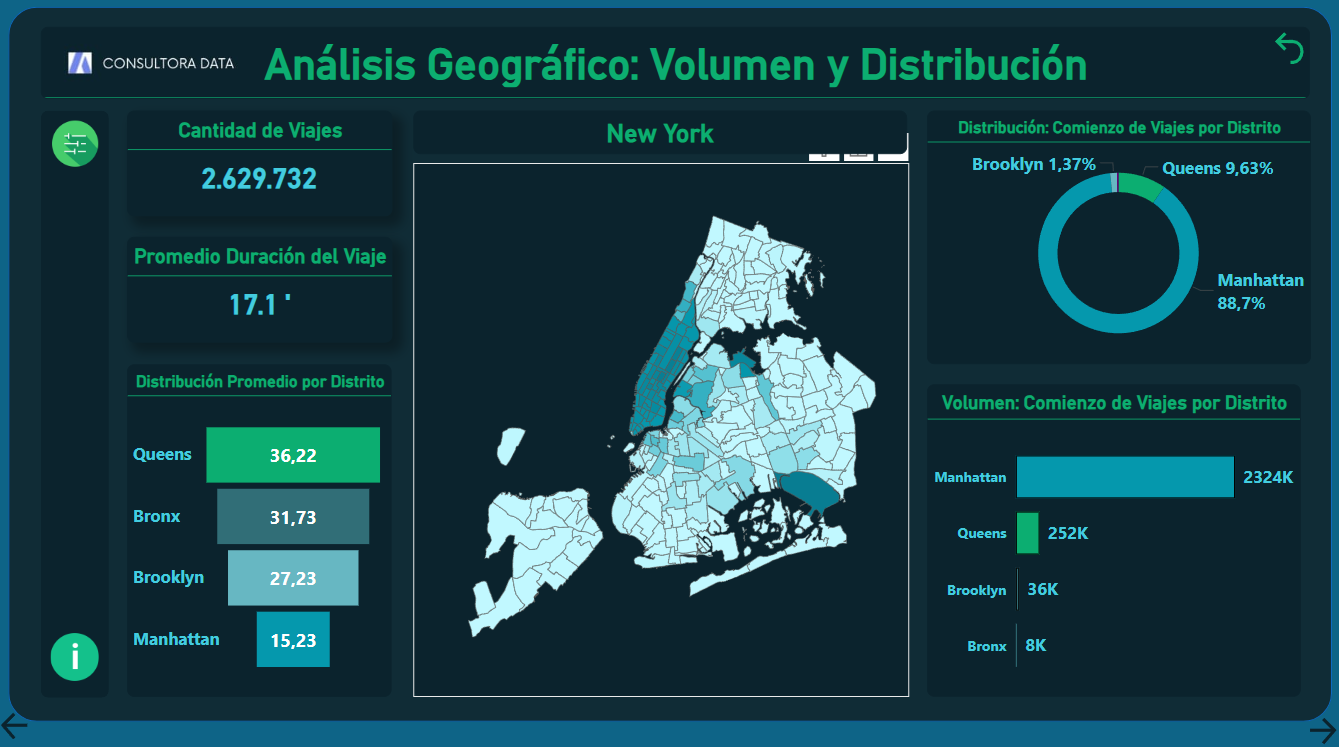 CONSULTORA DATA
Análisis Geográfico: Volumen y Distribución
Cantidad de Viajes
2.629.732
Promedio Duración del Viaje
17.1 '
Distribución Promedio por Distrito
Queens 36,22
Bronx 31,73
Brooklyn 27,23
Manhattan 15,23
i
New York
Distribución: Comienzo de Viajes por Distrito
Brooklyn 1,37%
Queens 9,63%
Manhattan
88,7%
Volumen: Comienzo de Viajes por Distrito
Manhattan 2324K
Queens 252K
Brooklyn 36K
Bronx 8K